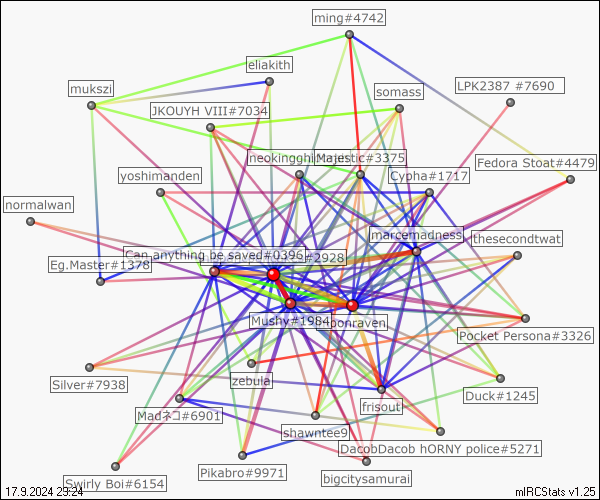 ming#4742
eliakith
mukszi
somass
LPK2387 #7690
JKOUYH VIII#7034
Majestic#3375
Fedora Stoat#4479
yoshimanden
Cypha#1717
normalwan
marcemadness
thesecondtwat
Can anything be saved#0396
#2928
Eg.Master#1378
Mushy#1984
Pocket Persona#3326
zebula
Silver#7938
Duck#1245
frisout
Madネコ#6901
shawntee9
DacobDacob hORNY police#5271
Pikabro#9971
bigcitysamurai
Swirly Boi#6154
17.9.2024 29:24
mIRCStats v1.25